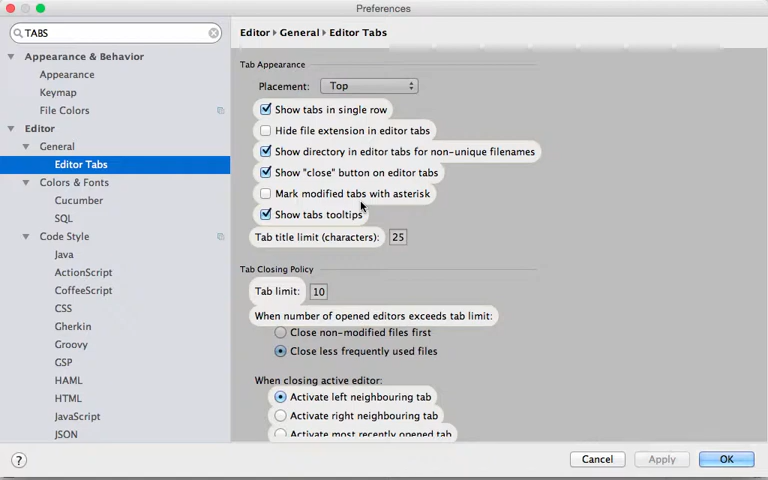 Preferences
TABS
Editor › General › Editor Tabs
Appearance & Behavior
Appearance
Keymap
File Colors
Editor
General
Editor Tabs
Colors & Fonts
Cucumber
SQL
Code Style
Java
ActionScript
CoffeeScript
CSS
Gherkin
Groovy
GSP
HAML
HTML
JavaScript
JSON
Tab Appearance
Placement: Top
Show tabs in single row
Hide file extension in editor tabs
Show directory in editor tabs for non-unique filenames
Show "close" button on editor tabs
Mark modified tabs with asterisk
Show tabs tooltips
Tab title limit (characters): 25
Tab Closing Policy
Tab limit: 10
When number of opened editors exceeds tab limit:
Close non-modified files first
Close less frequently used files
When closing active editor:
Activate left neighbouring tab
Activate right neighbouring tab
Activate most recently opened tab
?
Cancel Apply OK